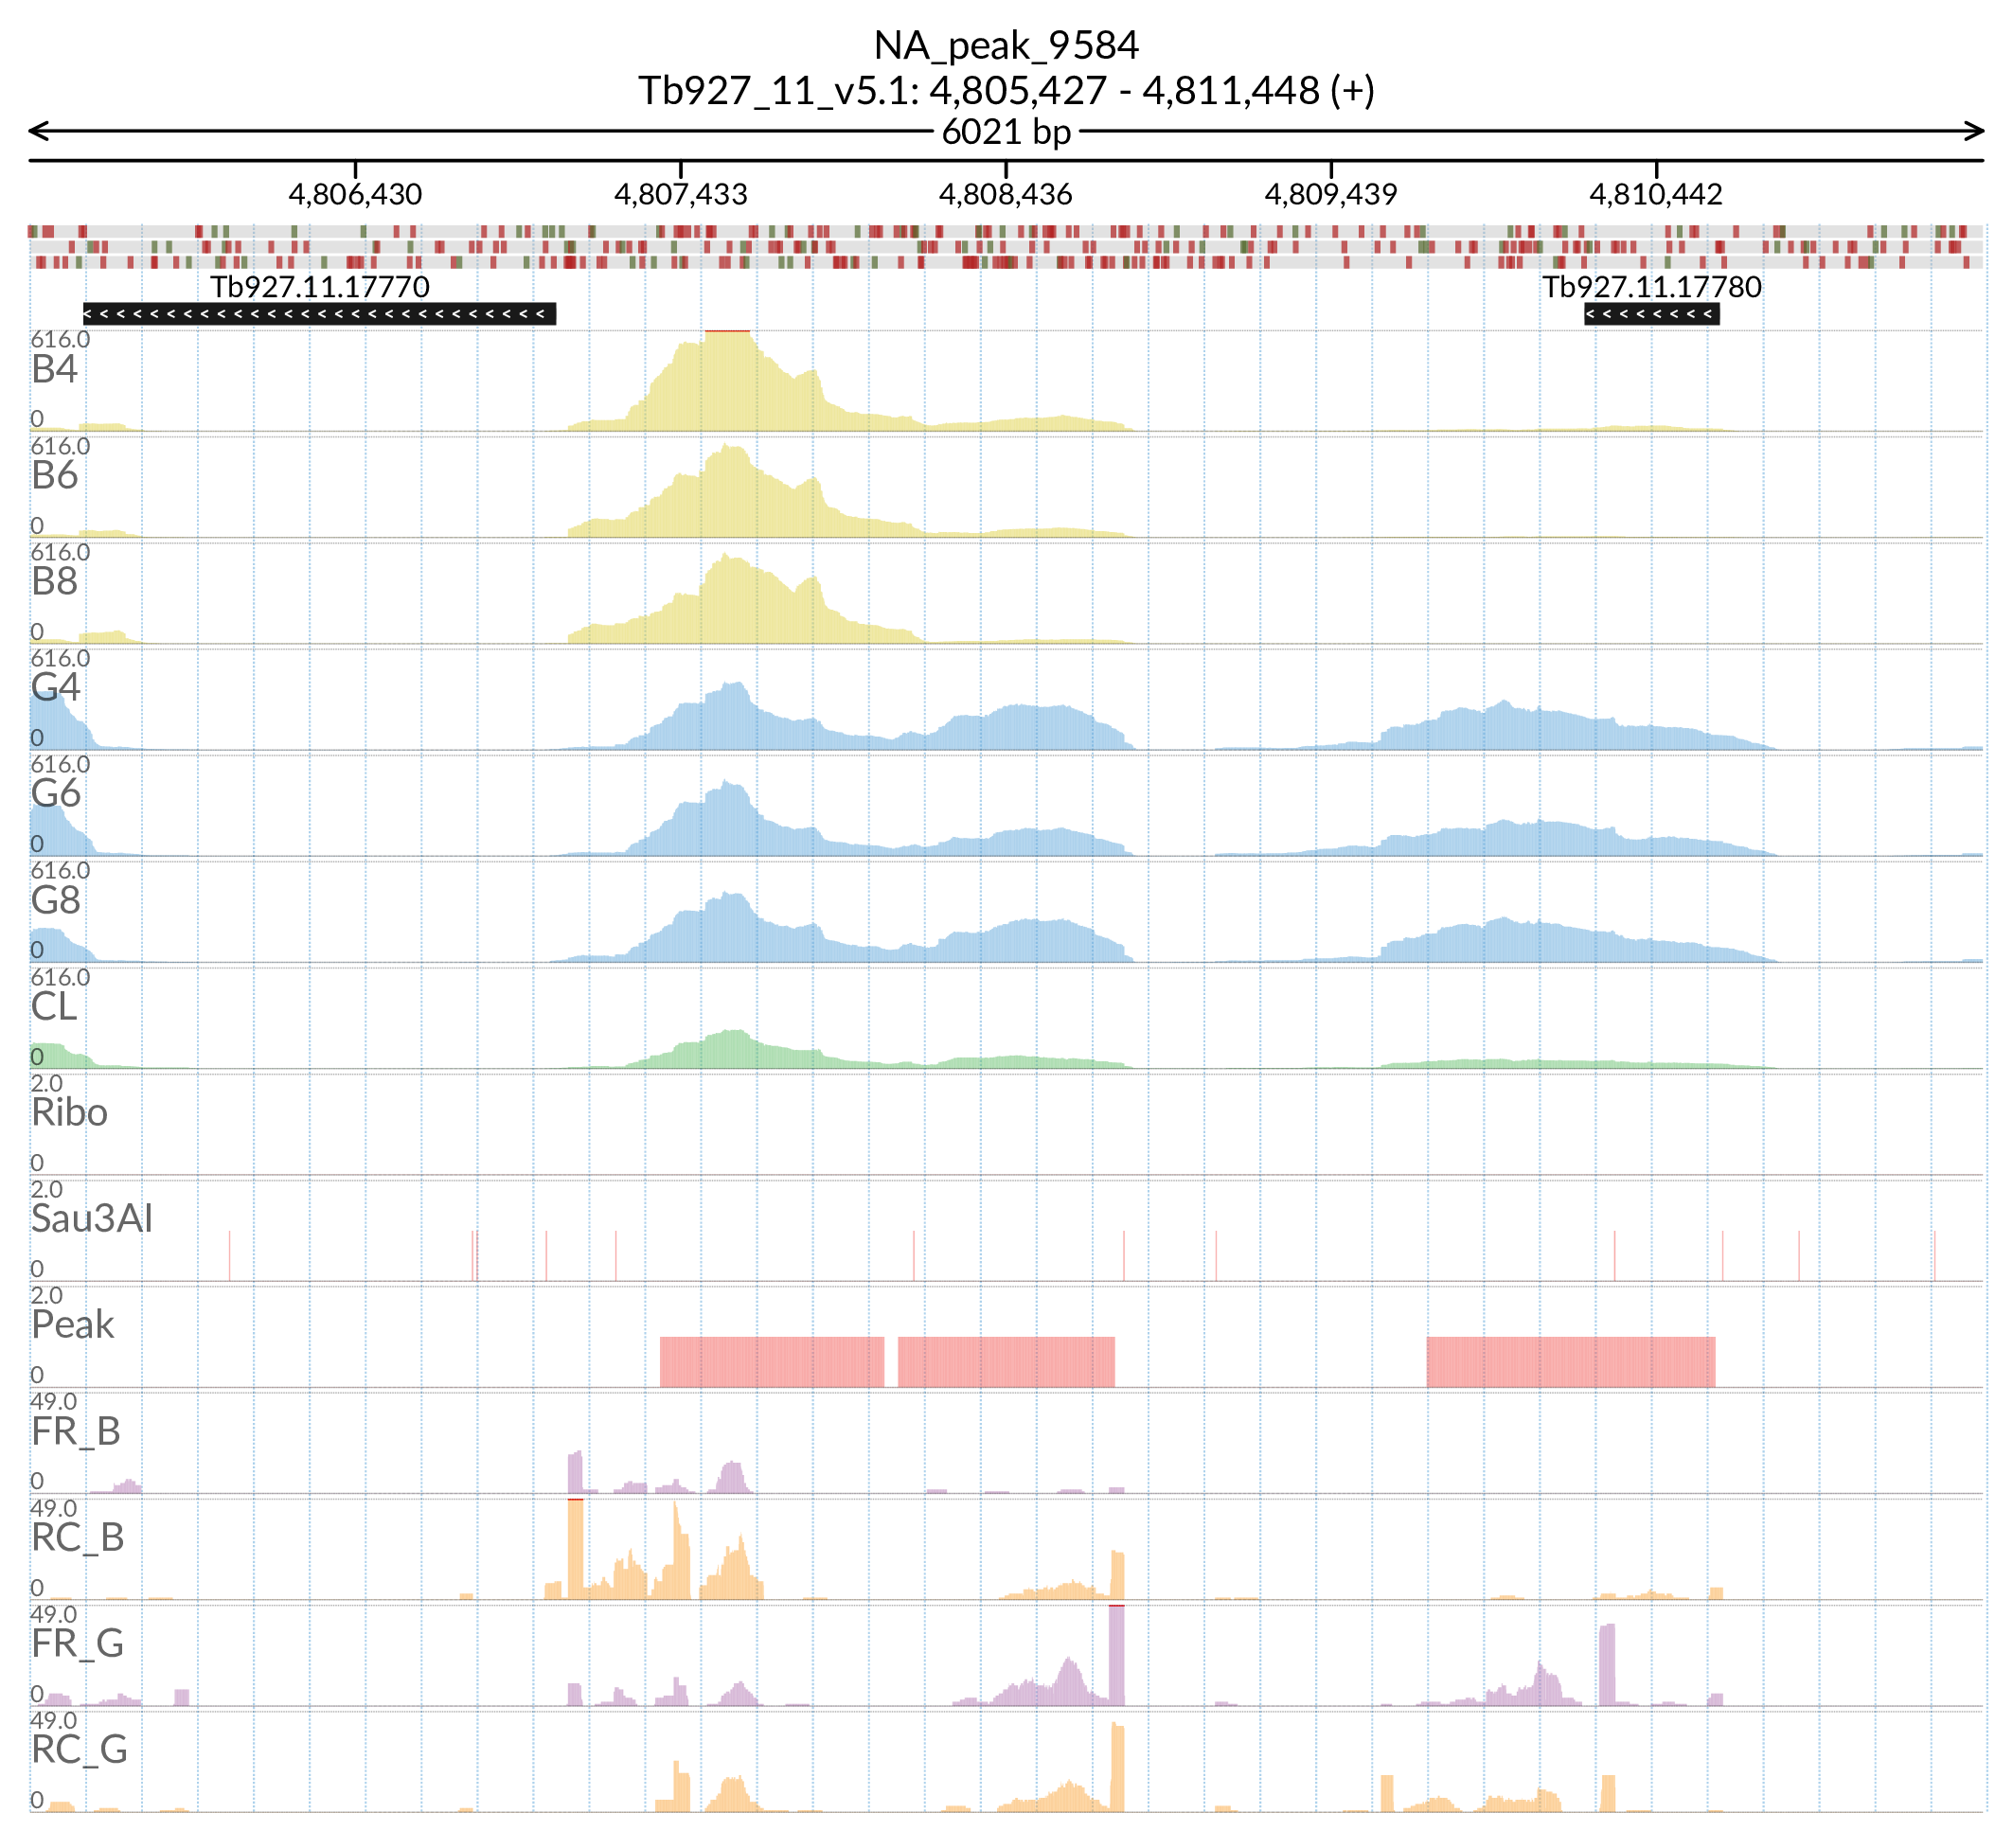 NA_peak_9584
Tb927_11_v5.1: 4,805,427 - 4,811,448 (+)
6021 bp
4,806,430 4,807,433 4,808,436 4,809,439 4,810,442
Tb927.11.17770 Tb927.11.17780
616.0
B4
0
616.0
B6
0
616.0
B8
0
616.0
G4
0
616.0
G6
0
616.0
G8
0
616.0
CL
0
2.0
Ribo
0
2.0
Sau3AI
0
2.0
Peak
0
49.0
FR_B
0
49.0
RC_B
0
49.0
FR_G
0
49.0
RC_G
0